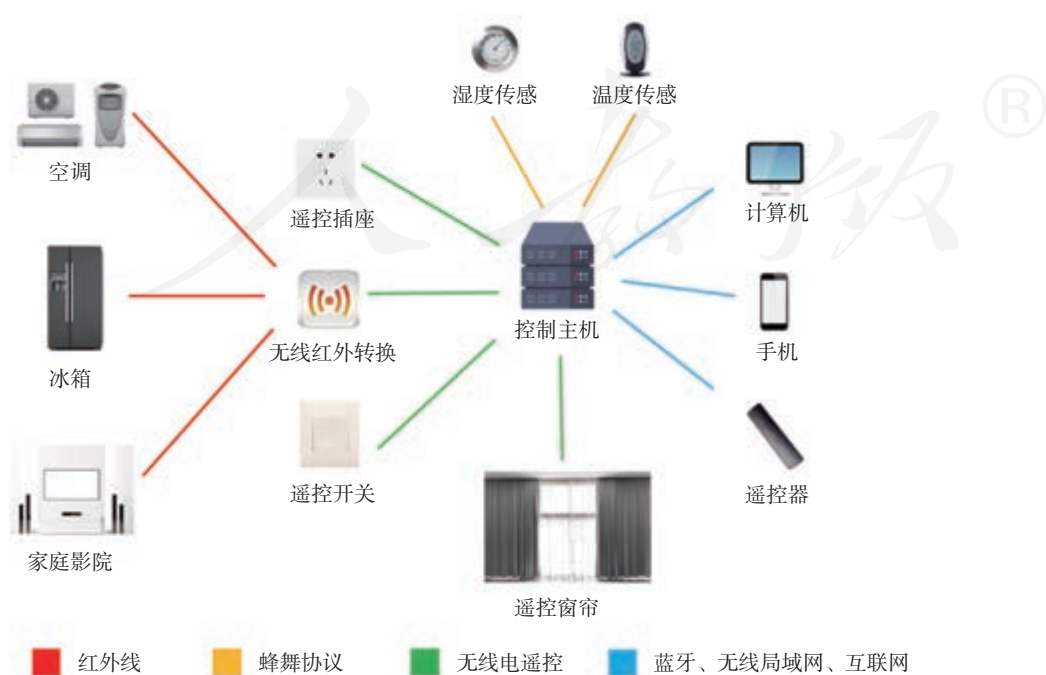 湿度传感
温度传感
空调
遥控插座
计算机
无线红外转换
控制主机
手机
冰箱
遥控开关
遥控器
家庭影院
遥控窗帘
红外线
蜂舞协议
无线电遥控
蓝牙、无线局域网、互联网
人教版®